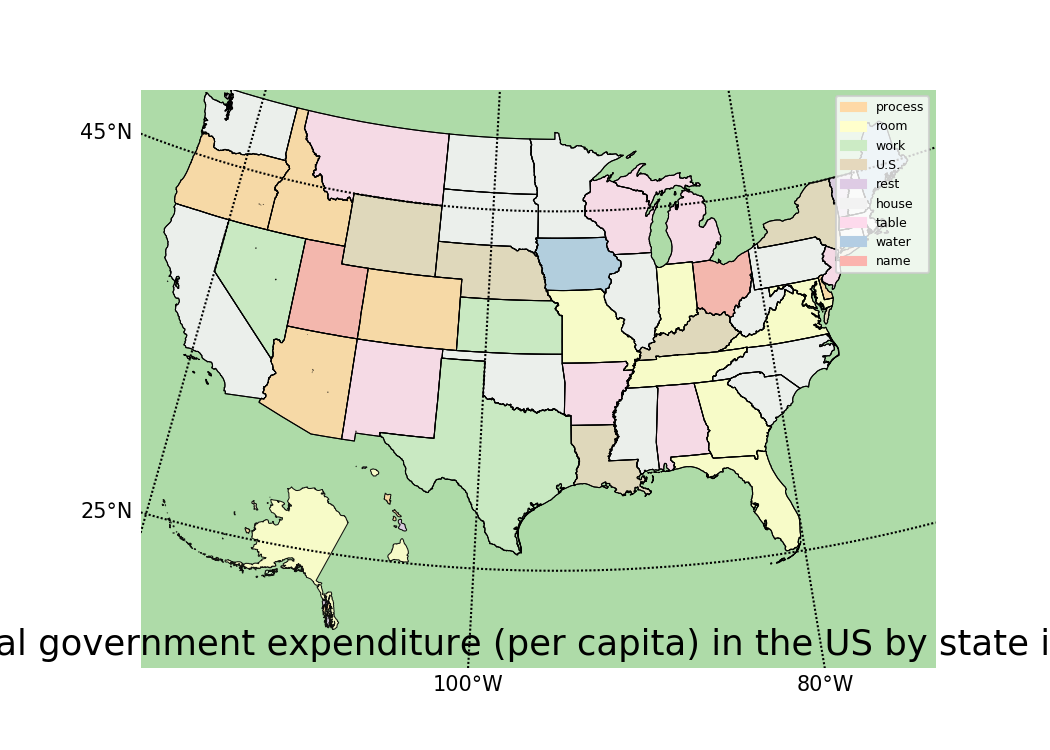 45°N
process
room
work
U.S.
rest
house
table
water
name
25°N
al government expenditure (per capita) in the US by state i
100°W
80°W